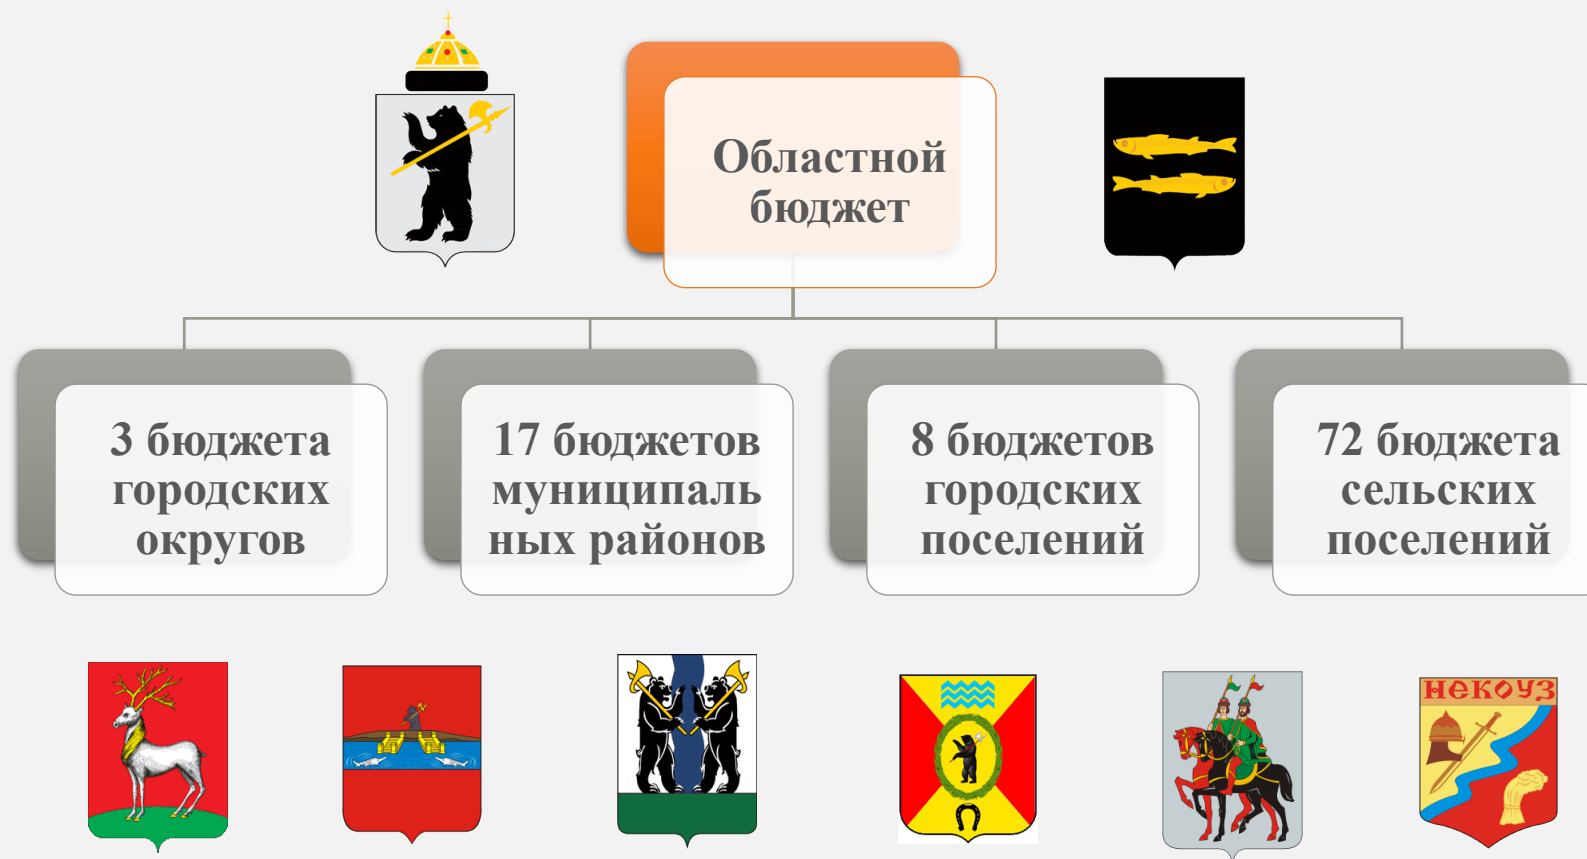 Областной
бюджет
3 бюджета
городских
округов
17 бюджетов
муниципаль
ных районов
8 бюджетов
городских
поселений
72 бюджета
сельских
поселений
НЕКОУЗ